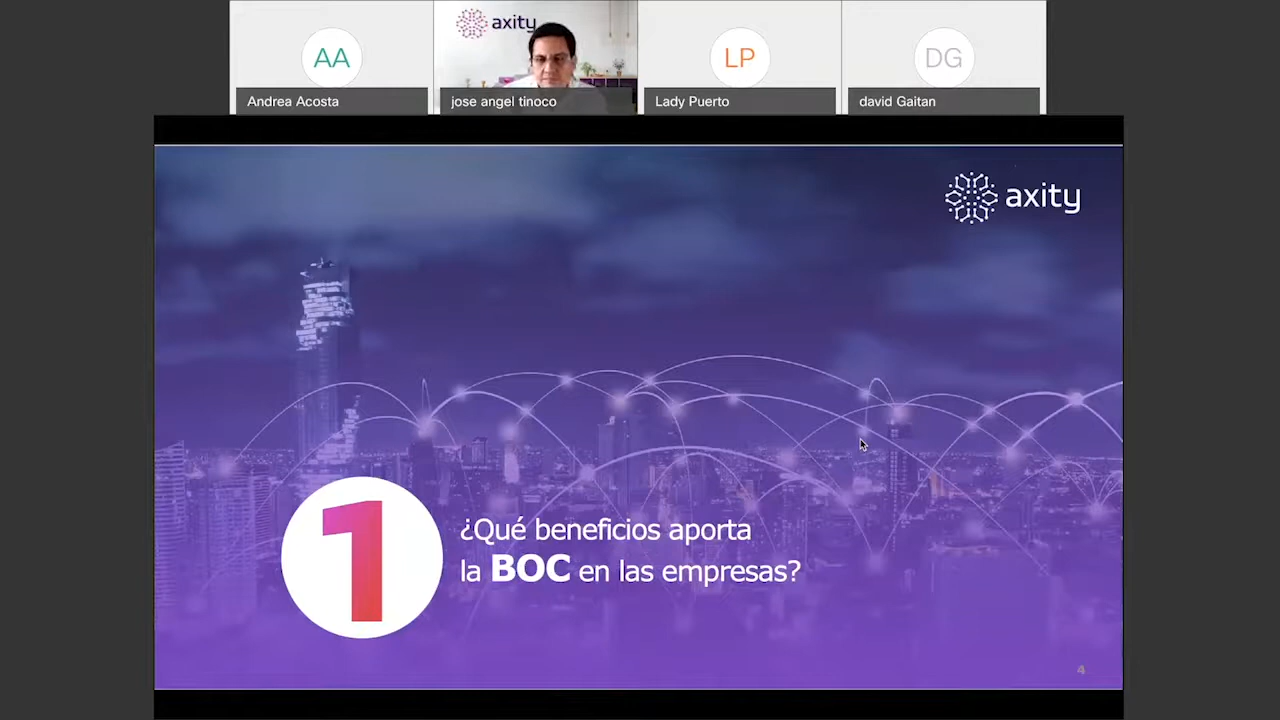 AA
axity
LP
DG
Andrea Acosta
jose angel tinoco
Lady Puerto
david Gaitan
axity
1
¿Qué beneficios aporta
la BOC en las empresas?
4